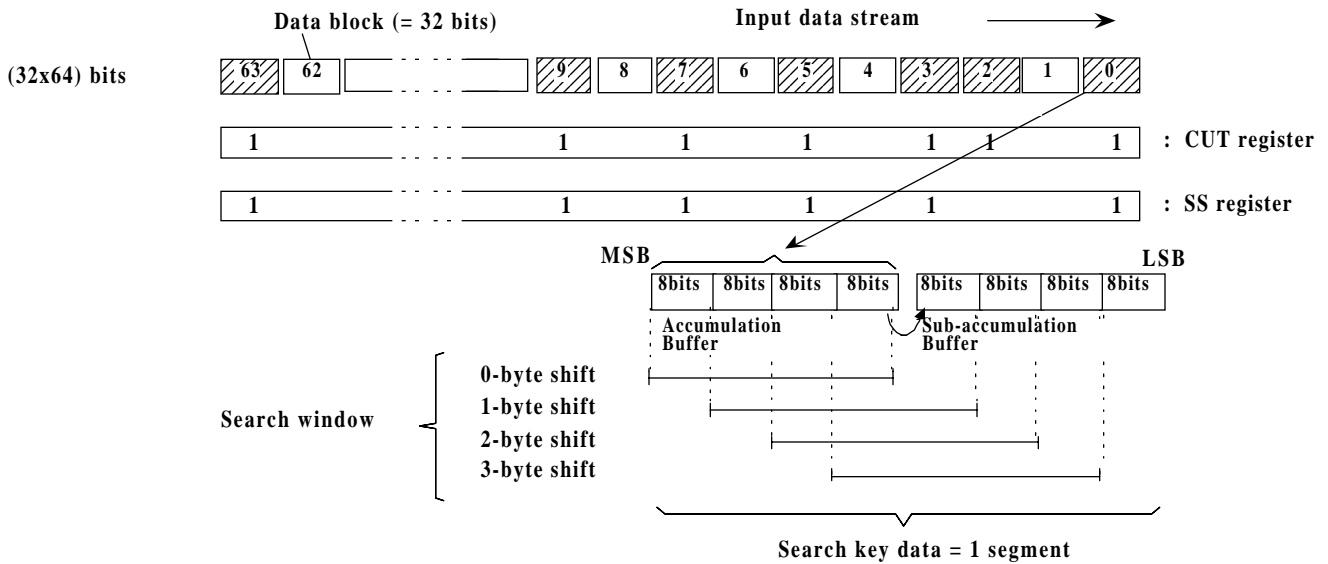 Data block (= 32 bits)
Input data stream
(32x64) bits
63 62 9 8 7 6 5 4 3 2 1 0
1 1 1 1 1 1 1 : CUT register
1 1 1 1 1 1 : SS register
MSB LSB
8bits 8bits 8bits 8bits 8bits 8bits 8bits 8bits
Accumulation Buffer
Sub-accumulation Buffer
0-byte shift
1-byte shift
Search window
2-byte shift
3-byte shift
Search key data = 1 segment